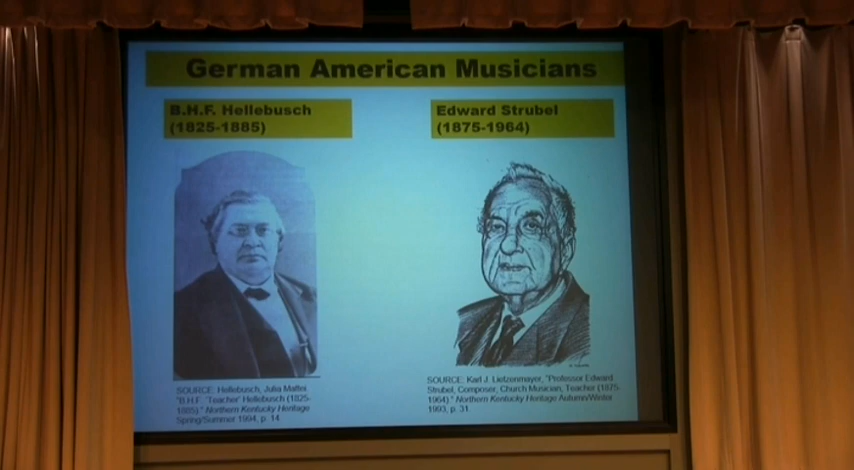 German American Musicians
B.H.F. Hellebusch
(1825-1885)
Edward Strubel
(1875-1964)
SOURCE: Hellebusch, Julia Maffei
"B.H.F. 'Teacher' Hellebusch (1825-
1885)," Northern Kentucky Heritage
Spring/Summer 1994, p. 14
SOURCE: Karl J. Lietzenmayer, "Professor Edward
Strubel, Composer, Church Musician, Teacher (1875-
1964)," Northern Kentucky Heritage Autumn/Winter
1993, p. 31.